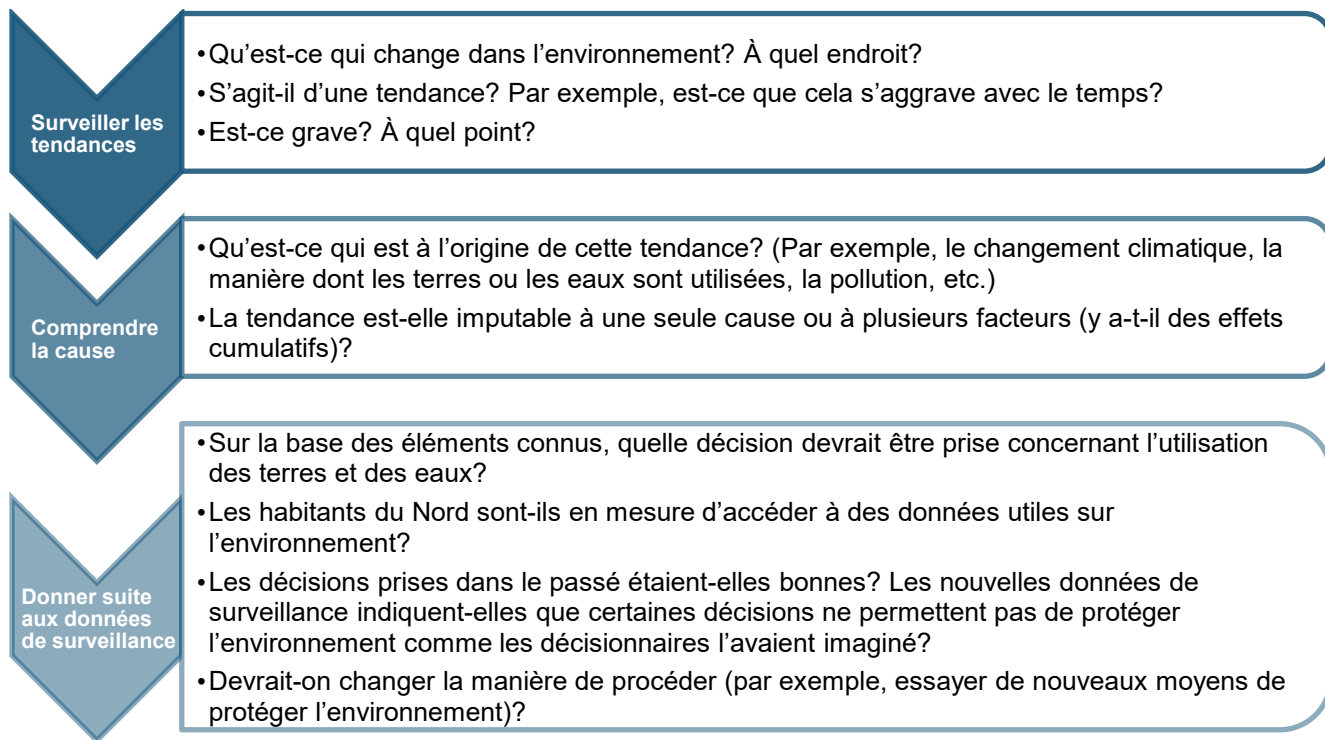 Surveiller les
tendances
•Qu’est-ce qui change dans l’environnement? À quel endroit?
•S’agit-il d’une tendance? Par exemple, est-ce que cela s’aggrave avec le temps?
•Est-ce grave? À quel point?
Comprendre
la cause
•Qu’est-ce qui est à l’origine de cette tendance? (Par exemple, le changement climatique, la
manière dont les terres ou les eaux sont utilisées, la pollution, etc.)
•La tendance est-elle imputable à une seule cause ou à plusieurs facteurs (y a-t-il des effets
cumulatifs)?
Donner suite
aux données
de surveillance
•Sur la base des éléments connus, quelle décision devrait être prise concernant l’utilisation
des terres et des eaux?
•Les habitants du Nord sont-ils en mesure d’accéder à des données utiles sur
l’environnement?
•Les décisions prises dans le passé étaient-elles bonnes? Les nouvelles données de
surveillance indiquent-elles que certaines décisions ne permettent pas de protéger
l’environnement comme les décisionnaires l’avaient imaginé?
•Devrait-on changer la manière de procéder (par exemple, essayer de nouveaux moyens de
protéger l’environnement)?